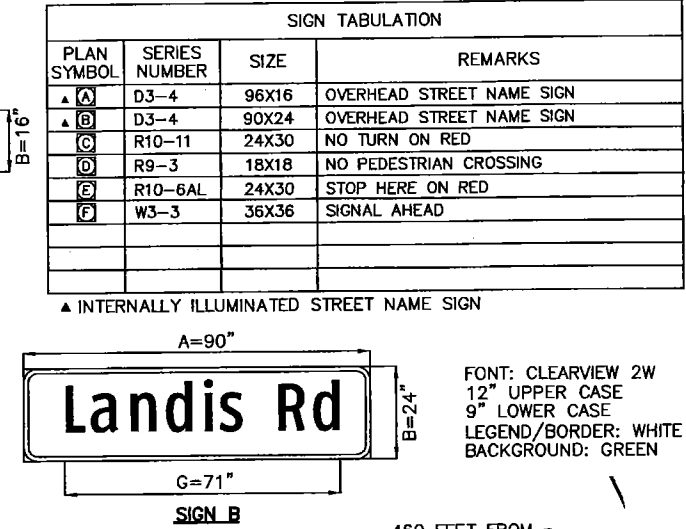 SIGN TABULATION
PLAN SYMBOL SERIES NUMBER SIZE REMARKS
▲ A D3-4 96X16 OVERHEAD STREET NAME SIGN
▲ B D3-4 90X24 OVERHEAD STREET NAME SIGN
C R10-11 24X30 NO TURN ON RED
D R9-3 18X18 NO PEDESTRIAN CROSSING
E R10-6AL 24X30 STOP HERE ON RED
F W3-3 36X36 SIGNAL AHEAD
B=16"
▲ INTERNALLY ILLUMINATED STREET NAME SIGN
A=90"
Landis Rd
B=24"
G=71"
SIGN B
FONT: CLEARVIEW 2W
12" UPPER CASE
9" LOWER CASE
LEGEND/BORDER: WHITE
BACKGROUND: GREEN
460 FEET FROM